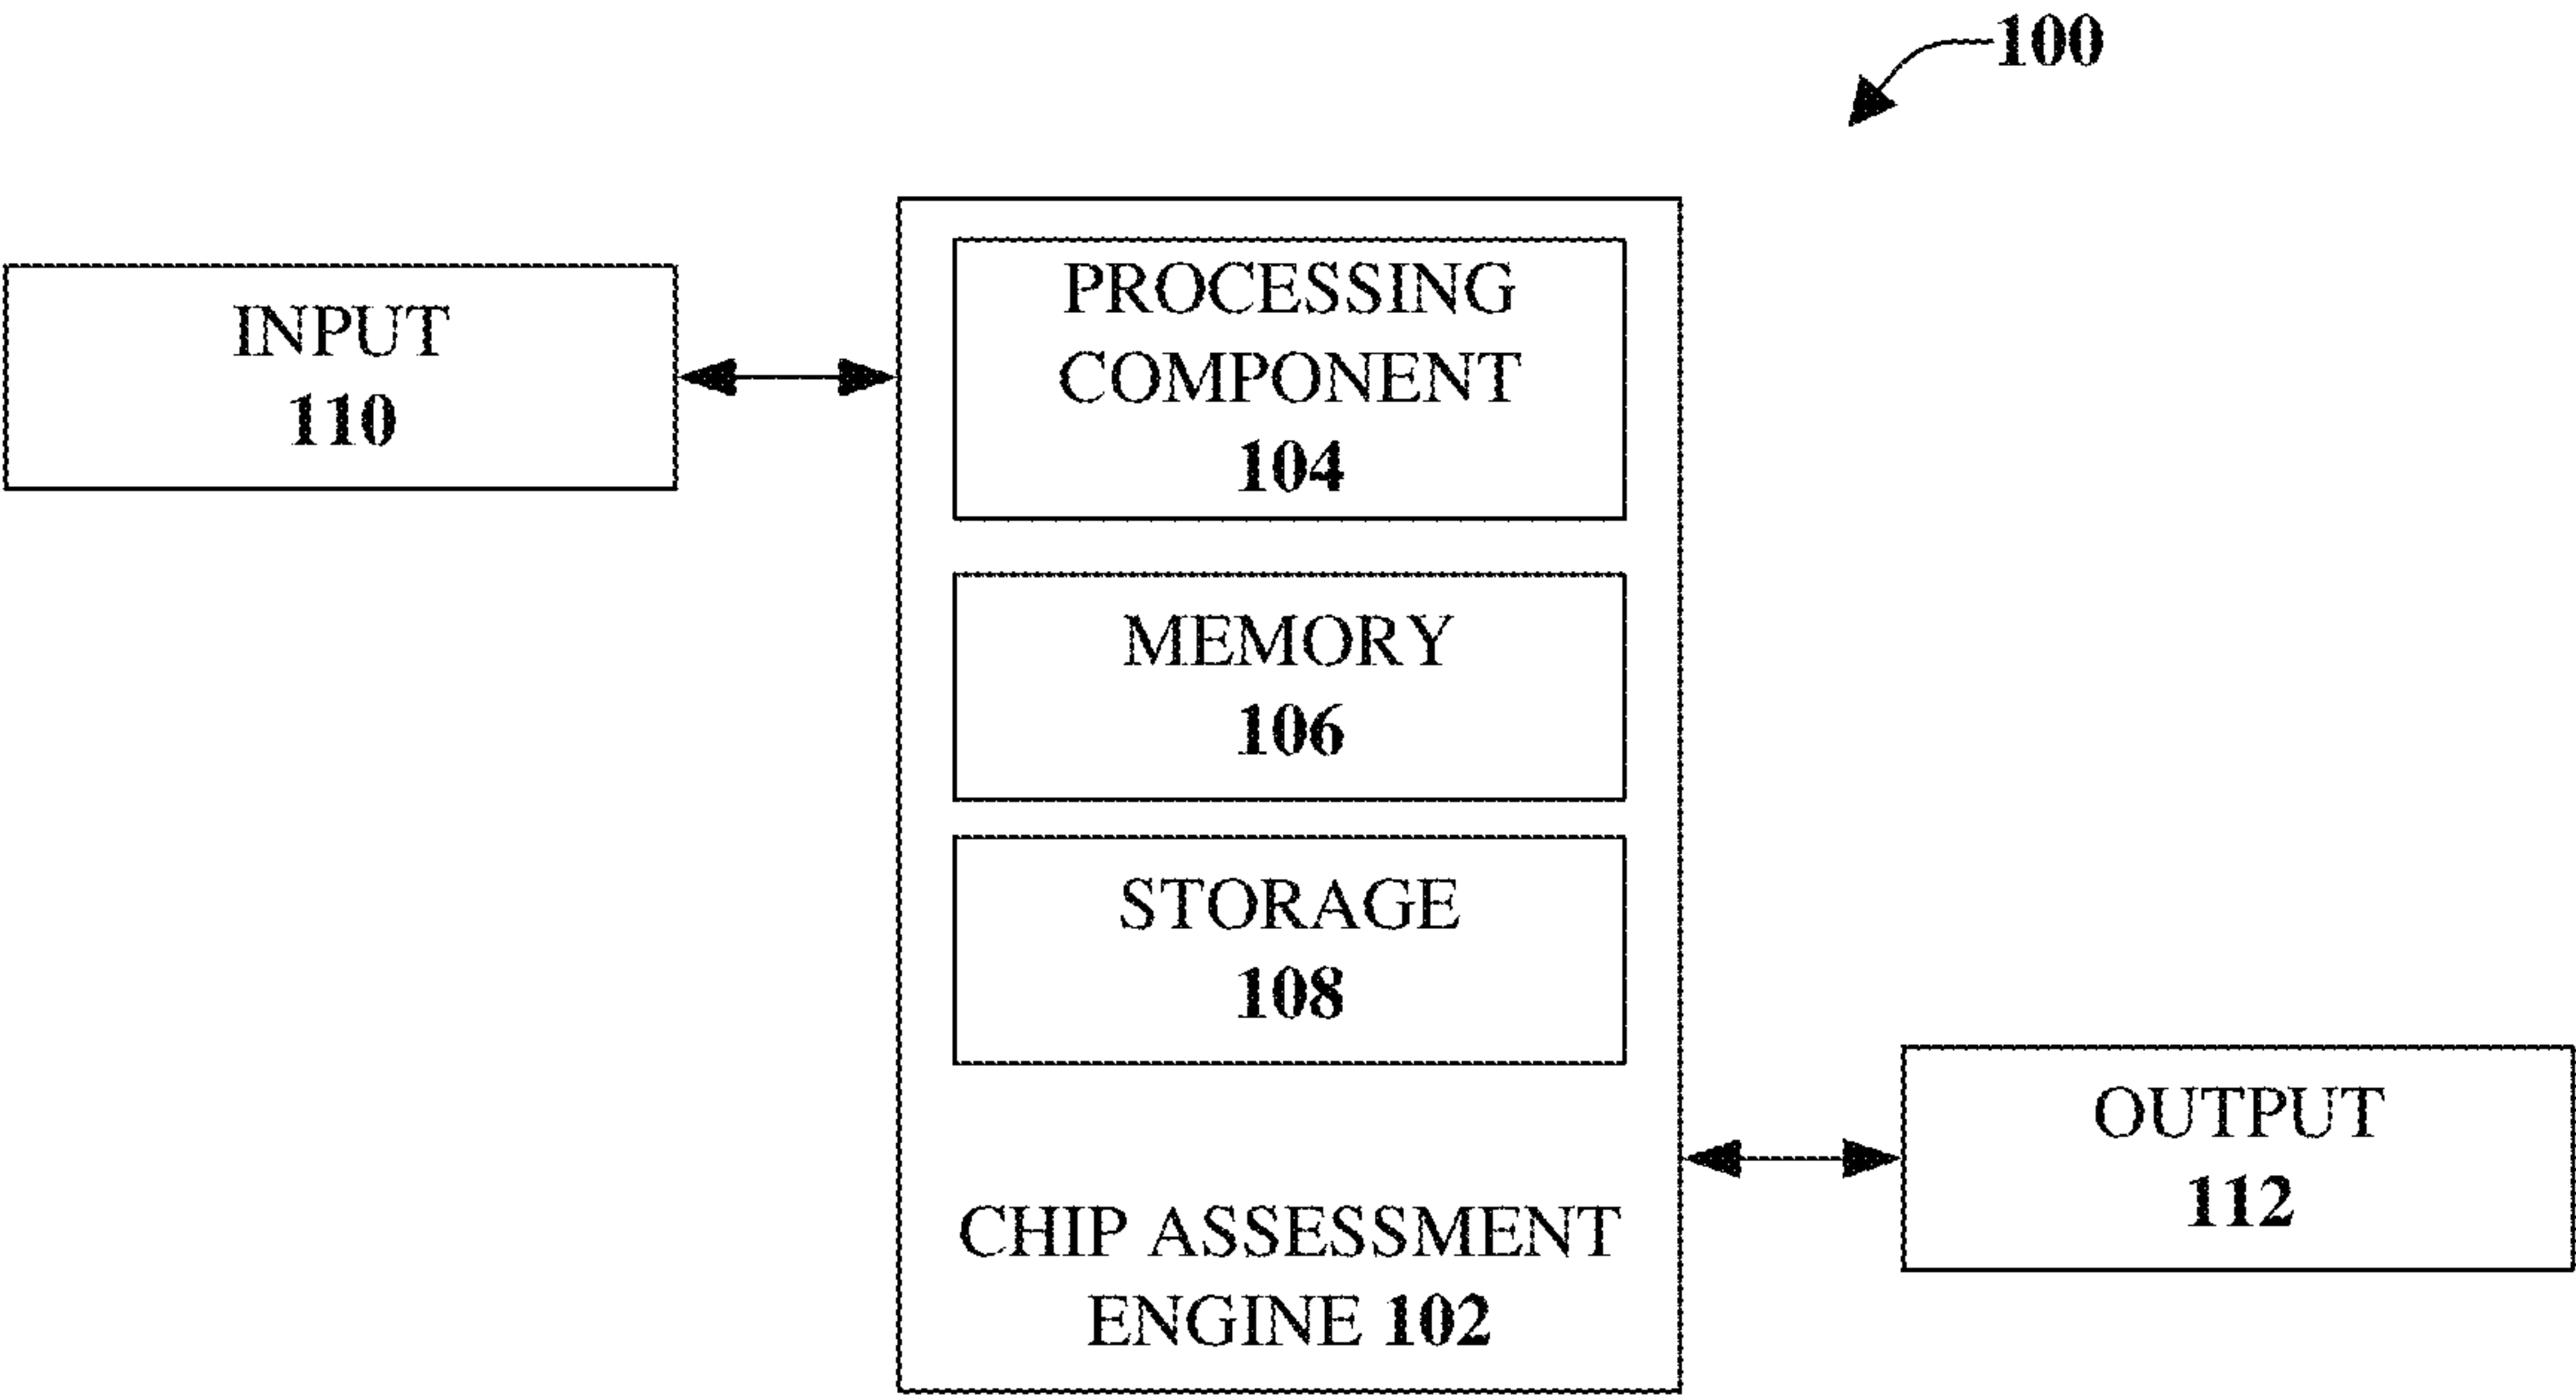 100
INPUT
110
PROCESSING
COMPONENT
104
MEMORY
106
STORAGE
108
CHIP ASSESSMENT
ENGINE 102
OUTPUT
112